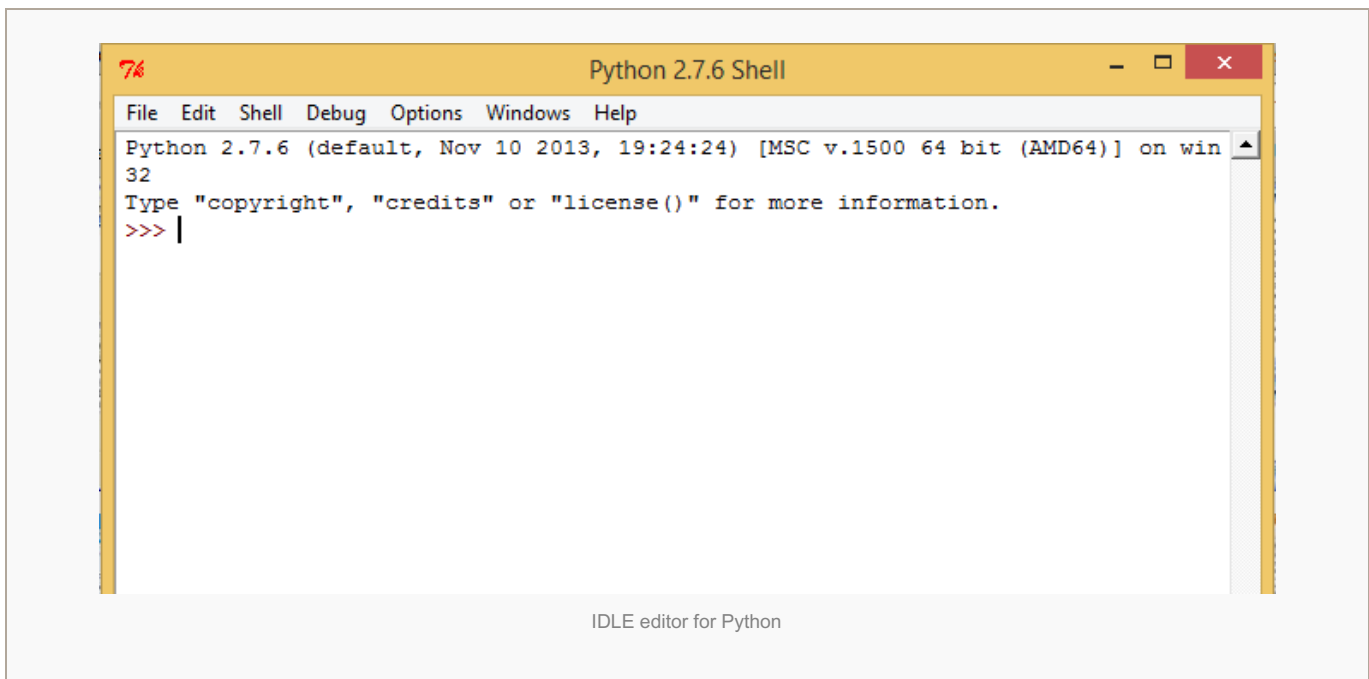 Python 2.7.6 Shell
File Edit Shell Debug Options Windows Help
Python 2.7.6 (default, Nov 10 2013, 19:24:24) [MSC v.1500 64 bit (AMD64)] on win
32
Type "copyright", "credits" or "license()" for more information.
>>>
IDLE editor for Python